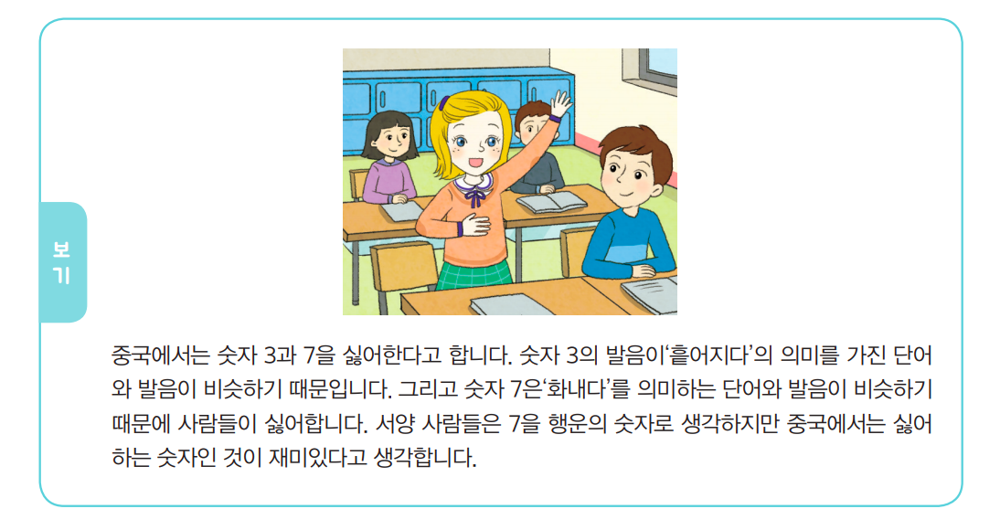 보기
중국에서는 숫자 3과 7을 싫어한다고 합니다. 숫자 3의 발음이‘흩어지다’의 의미를 가진 단어
와 발음이 비슷하기 때문입니다. 그리고 숫자 7은‘화내다’를 의미하는 단어와 발음이 비슷하기
때문에 사람들이 싫어합니다. 서양 사람들은 7을 행운의 숫자로 생각하지만 중국에서는 싫어
하는 숫자인 것이 재미있다고 생각합니다.